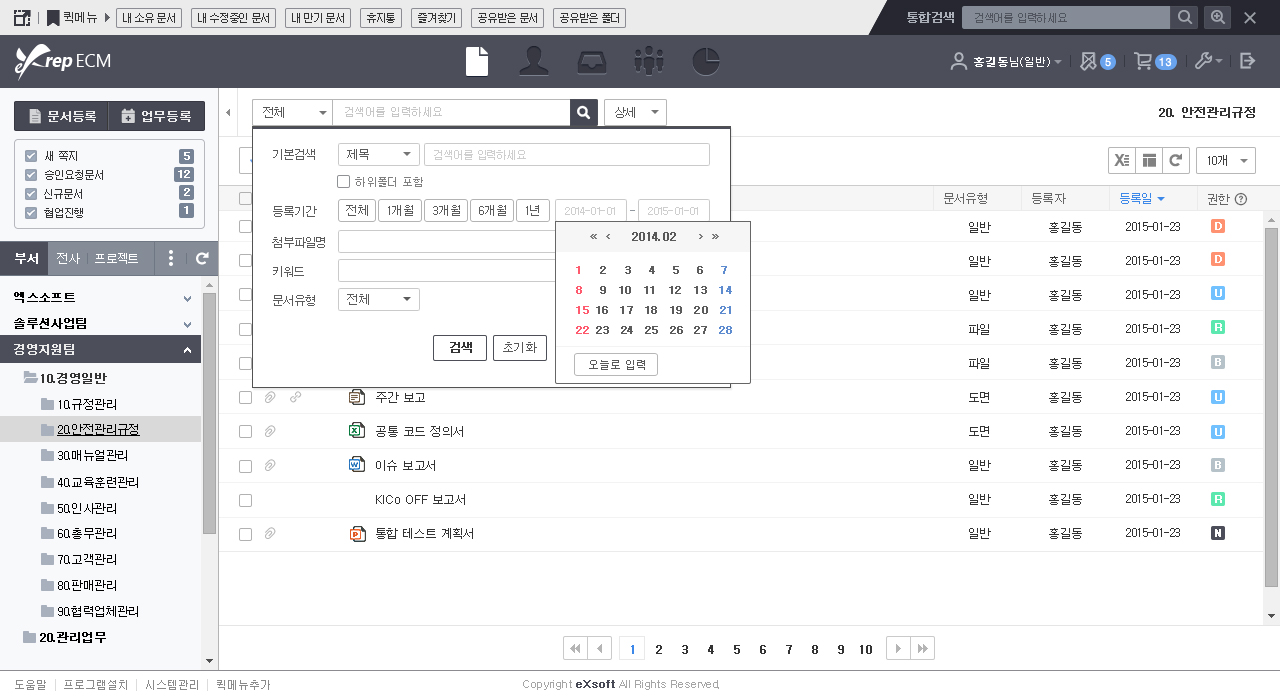 퀵메뉴 내 소유 문서 내 수정중인 문서 내 만기 문서 휴지통 즐겨찾기 공유받은 문서 공유받은 폴더 통합검색 검색어를 입력하세요
eXrep ECM 홍길동님(일반) 5 13
문서등록 업무등록
새 쪽지 5
승인요청문서 12
신규문서 2
협업진행 1
부서 전사 프로젝트
엑스소프트
솔루션사업팀
경영지원팀
10.경영일반
10.규정관리
20.안전관리규정
30.매뉴얼관리
40.교육훈련관리
50.인사관리
60.총무관리
70.고객관리
80.판매관리
90.협력업체관리
20.관리업무
전체 검색어를 입력하세요 상세 20. 안전관리규정
10개
기본검색 제목 검색어를 입력하세요
하위폴더 포함
등록기간 전체 1개월 3개월 6개월 1년 2014-01-01 - 2015-01-01
첨부파일명
키워드
문서유형 전체
검색 초기화
« ‹ 2014.02 › »
1 2 3 4 5 6 7
8 9 10 11 12 13 14
15 16 17 18 19 20 21
22 23 24 25 26 27 28
오늘로 입력
문서유형 등록자 등록일 권한 ?
일반 홍길동 2015-01-23 D
일반 홍길동 2015-01-23 D
일반 홍길동 2015-01-23 U
파일 홍길동 2015-01-23 R
파일 홍길동 2015-01-23 B
주간 보고 도면 홍길동 2015-01-23 U
공통 코드 정의서 도면 홍길동 2015-01-23 U
이슈 보고서 일반 홍길동 2015-01-23 B
KICo OFF 보고서 일반 홍길동 2015-01-23 R
통합 테스트 계획서 일반 홍길동 2015-01-23 N
1 2 3 4 5 6 7 8 9 10
도움말 프로그램설치 시스템관리 퀵메뉴추가 Copyright eXsoft All Rights Reserved.